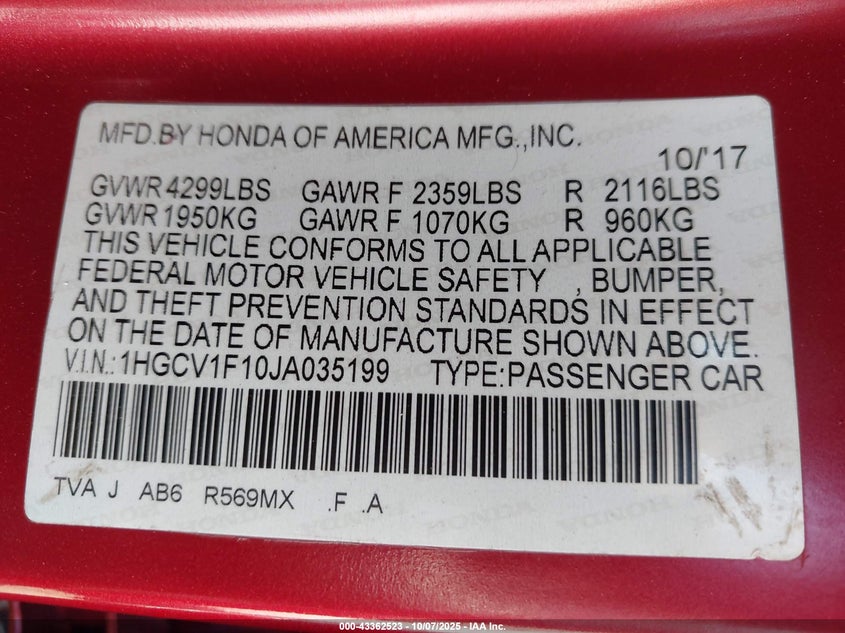 MFD.BY HONDA OF AMERICA MFG.,INC.
10/'17
GVWR 4299LBS GAWR F 2359LBS R 2116LBS
GVWR 1950KG GAWR F 1070KG R 960KG
THIS VEHICLE CONFORMS TO ALL APPLICABLE
FEDERAL MOTOR VEHICLE SAFETY , BUMPER,
AND THEFT PREVENTION STANDARDS IN EFFECT
ON THE DATE OF MANUFACTURE SHOWN ABOVE.
V.I.N.:1HGCV1F10JA035199 TYPE:PASSENGER CAR
TVA J AB6 R569MX .F .A
HONDA
000-43362523 - 10/07/2025 - IAA Inc.